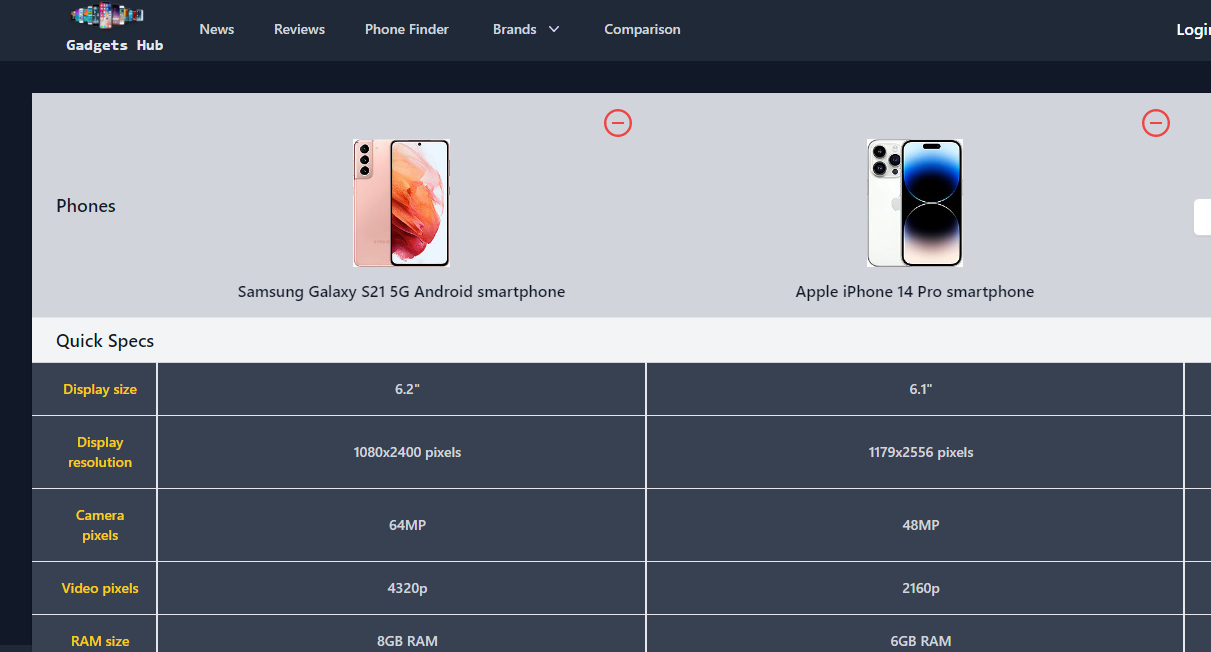 Gadgets Hub
News
Reviews
Phone Finder
Brands
Comparison
Login
Phones
Samsung Galaxy S21 5G Android smartphone
Apple iPhone 14 Pro smartphone
Quick Specs
Display size
6.2"
6.1"
Display
resolution
1080x2400 pixels
1179x2556 pixels
Camera
pixels
64MP
48MP
Video pixels
4320p
2160p
RAM size
8GB RAM
6GB RAM